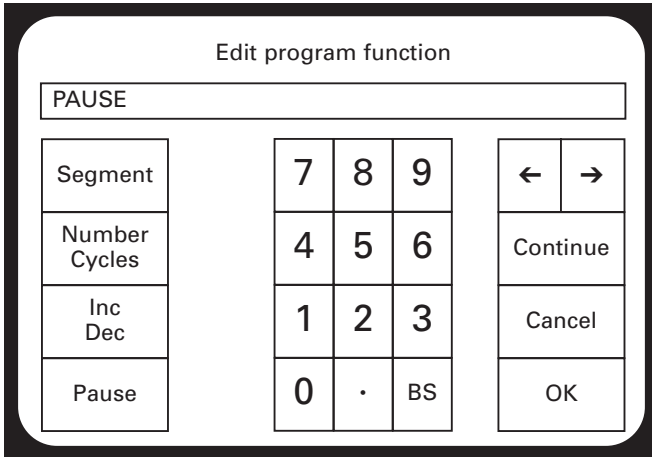 Edit program function
PAUSE
Segment
7 8 9
← →
Number
Cycles
4 5 6
Continue
Inc
Dec
1 2 3
Cancel
Pause
0 . BS
OK